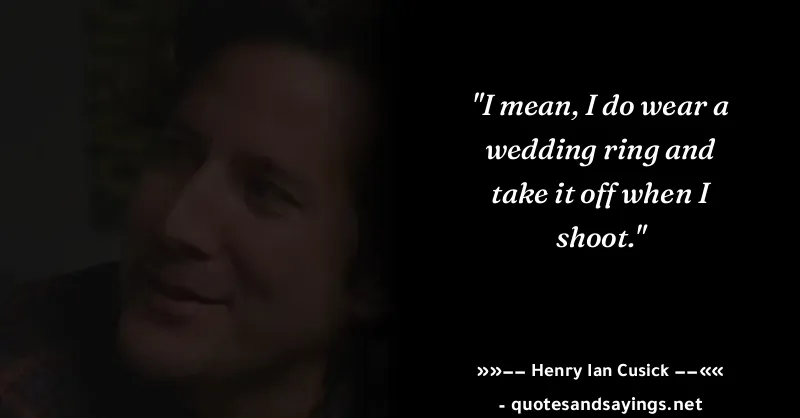 "I mean, I do wear a
wedding ring and
take it off when I
shoot."
»»−− Henry Ian Cusick −−««
- quotesandsayings.net